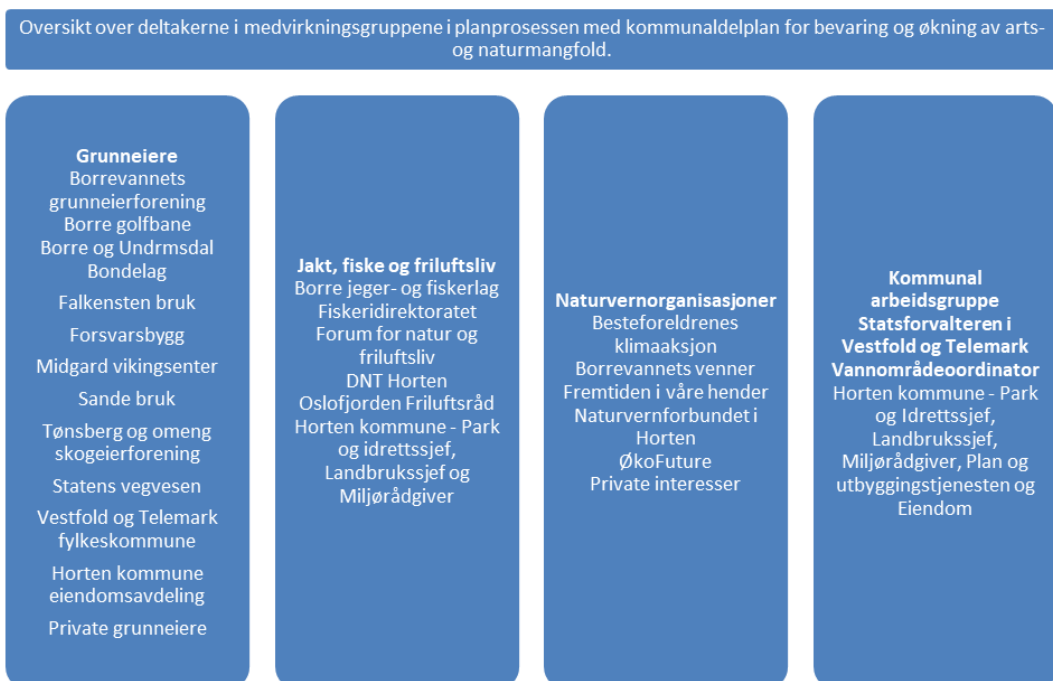 Oversikt over deltakerne i medvirkningsgruppene i planprosessen med kommunaldelplan for bevaring og økning av arts-
og naturmangfold.
Grunneiere
Borrevannets
grunneierforening
Borre golfbane
Borre og Undrmsdal
Bondelag
Falkensten bruk
Forsvarsbygg
Midgard vikingsenter
Sande bruk
Tønsberg og omeng
skogeierforening
Statens vegvesen
Vestfold og Telemark
fylkeskommune
Horten kommune
eiendomsavdeling
Private grunneiere
Jakt, fiske og friluftsliv
Borre jeger- og fiskerlag
Fiskeridirektoratet
Forum for natur og
friluftsliv
DNT Horten
Oslofjorden Friluftsråd
Horten kommune - Park
og idrettssjef,
Landbrukssjef og
Miljørådgiver
Naturvernorganisasjoner
Besteforeldrenes
klimaaksjon
Borrevannets venner
Fremtiden i våre hender
Naturvernforbundet i
Horten
ØkoFuture
Private interesser
Kommunal
arbeidsgruppe
Statsforvalteren i
Vestfold og Telemark
Vannområdeoordinator
Horten kommune - Park
og Idrettssjef,
Landbrukssjef,
Miljørådgiver, Plan og
utbyggingstjenesten og
Eiendom